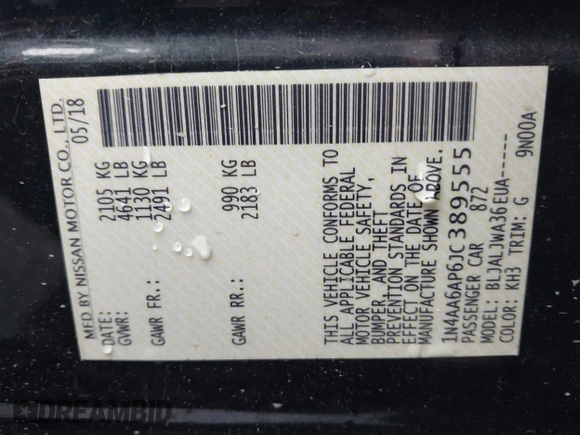 MFD BY NISSAN MOTOR CO., LTD.
DATE: 05/18
GVWR: 2105 KG
4641 LB
GAWR FR.: 1130 KG
2491 LB
GAWR RR.: 990 KG
2183 LB
THIS VEHICLE CONFORMS TO
ALL APPLICABLE FEDERAL
MOTOR VEHICLE SAFETY,
BUMPER, AND THEFT
PREVENTION STANDARDS IN
EFFECT ON THE DATE OF
MANUFACTURE SHOWN ABOVE.
1N4AA6AP6JC389555
PASSENGER CAR 872
MODEL: BLJALJWA36EUA-----
COLOR: KH3 TRIM: G 9N00A
DREAMBID